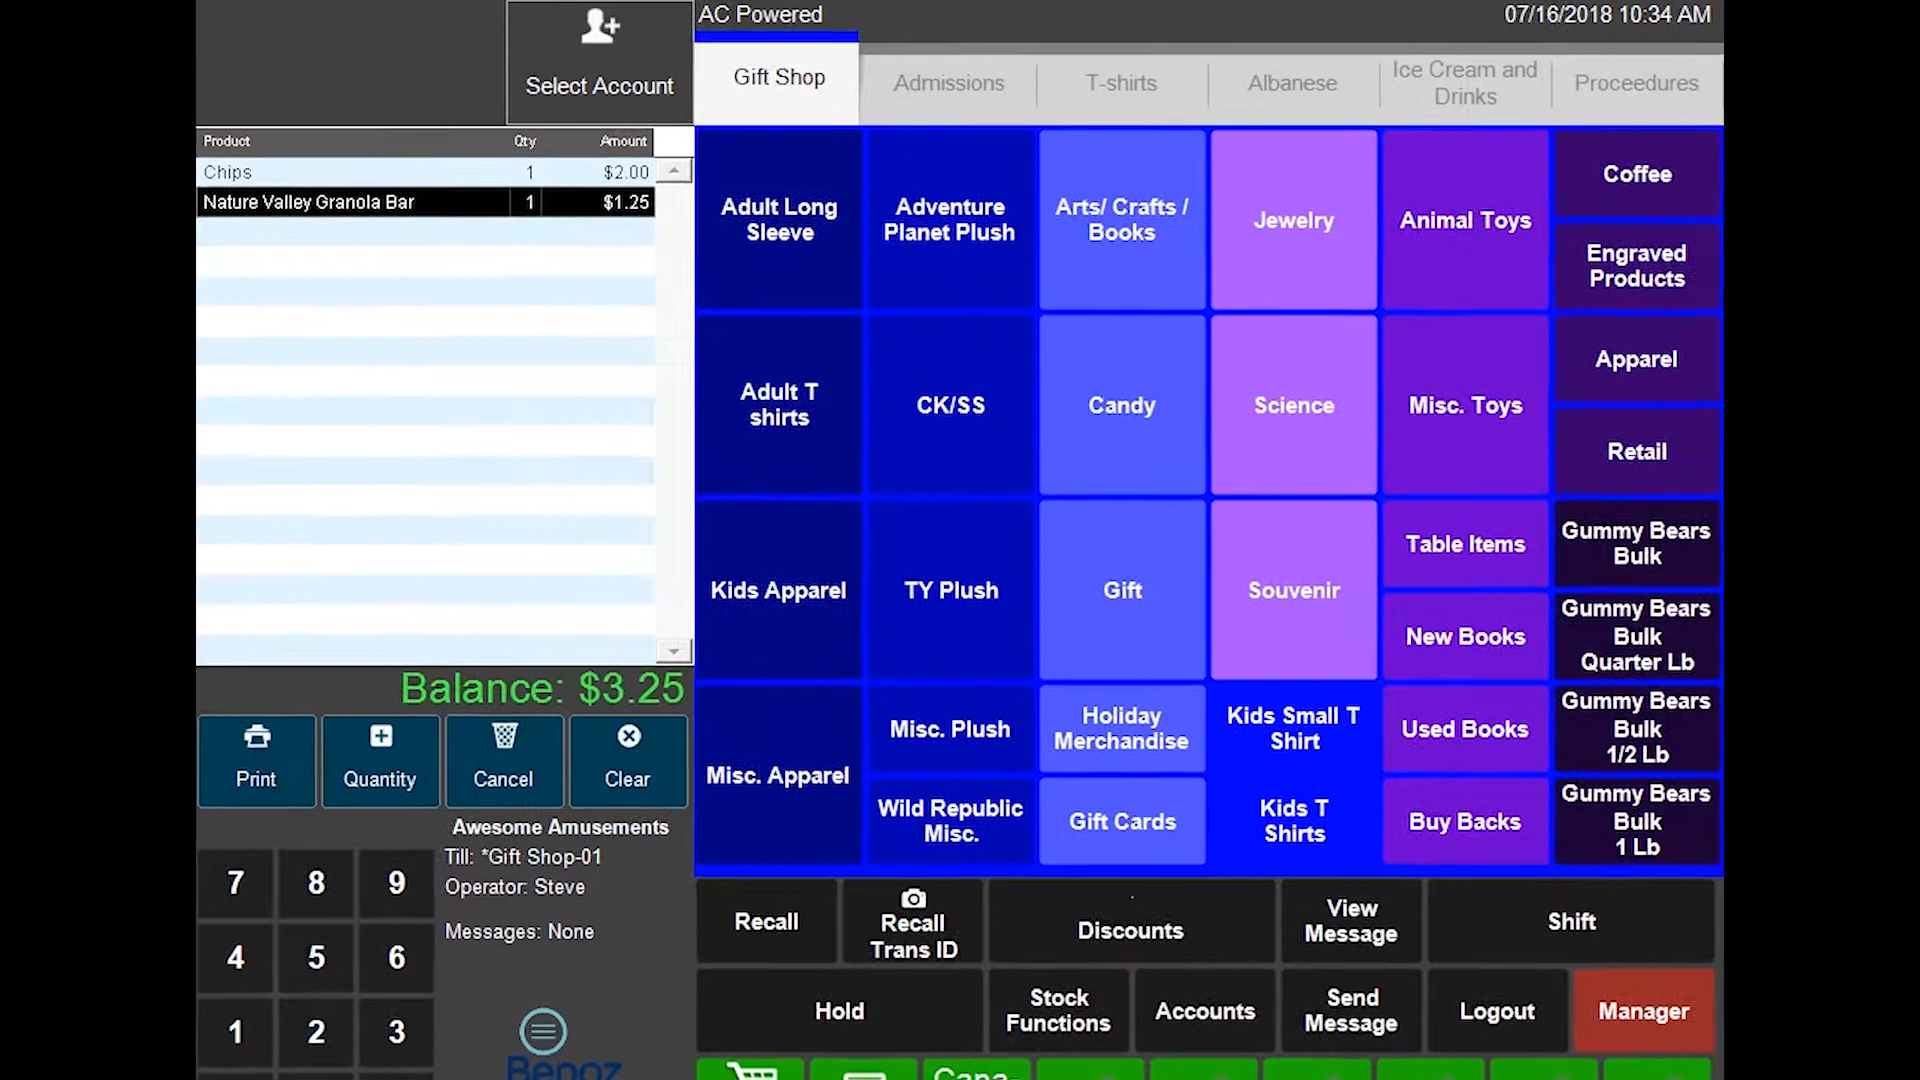 Select Account
AC Powered
07/16/2018 10:34 AM
Gift Shop
Admissions
T-shirts
Albanese
Ice Cream and
Drinks
Proceedures
Product Qty Amount
Chips 1 $2.00
Nature Valley Granola Bar 1 $1.25
Balance: $3.25
Print
Quantity
Cancel
Clear
Awesome Amusements
Till: *Gift Shop-01
Operator: Steve
Messages: None
7 8 9
4 5 6
1 2 3
Adult Long
Sleeve
Adventure
Planet Plush
Arts/ Crafts /
Books
Jewelry
Animal Toys
Coffee
Engraved
Products
Adult T
shirts
CK/SS
Candy
Science
Misc. Toys
Apparel
Retail
Kids Apparel
TY Plush
Gift
Souvenir
Table Items
New Books
Gummy Bears
Bulk
Gummy Bears
Bulk
Quarter Lb
Misc. Apparel
Misc. Plush
Wild Republic
Misc.
Holiday
Merchandise
Gift Cards
Kids Small T
Shirt
Kids T
Shirts
Used Books
Buy Backs
Gummy Bears
Bulk
1/2 Lb
Gummy Bears
Bulk
1 Lb
Recall
Recall
Trans ID
Discounts
View
Message
Shift
Hold
Stock
Functions
Accounts
Send
Message
Logout
Manager